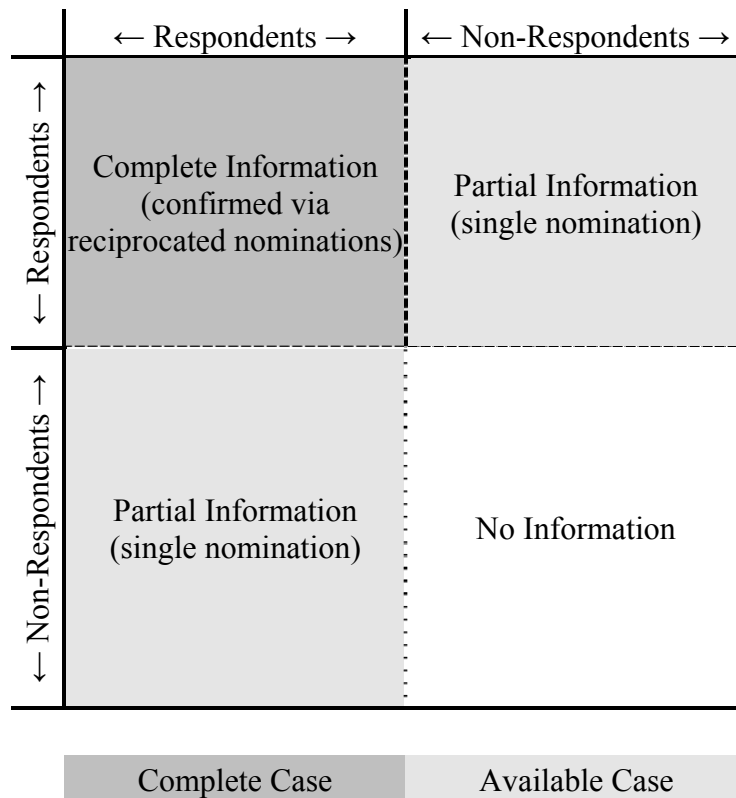 ← Respondents →
← Non-Respondents →
← Respondents →
Complete Information
(confirmed via
reciprocated nominations)
Partial Information
(single nomination)
← Non-Respondents →
Partial Information
(single nomination)
No Information
Complete Case
Available Case